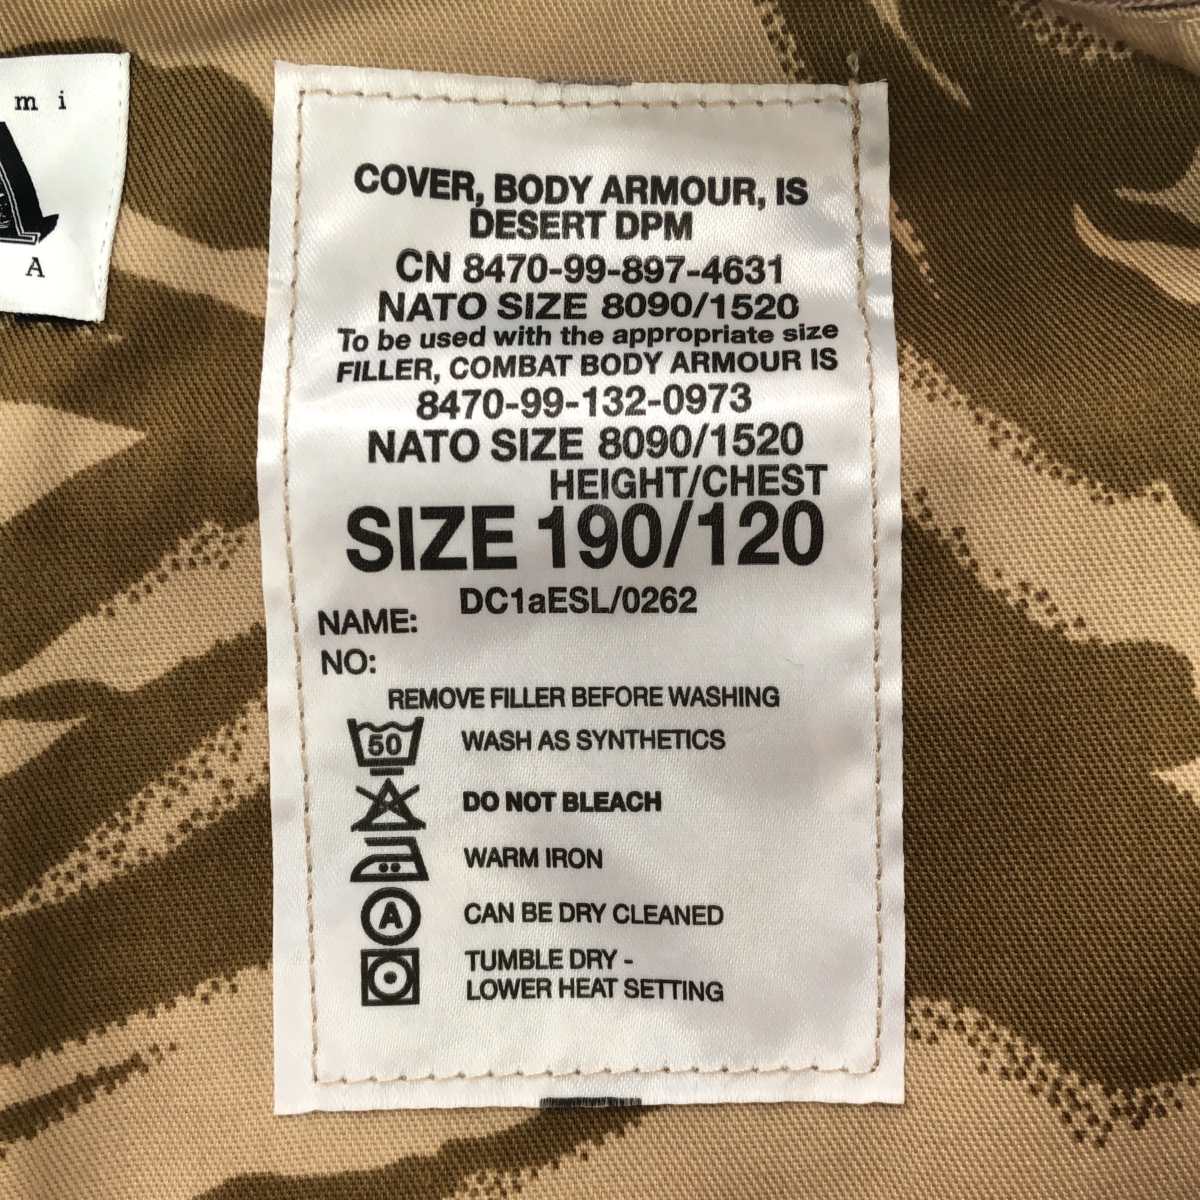 m i
A
COVER, BODY ARMOUR, IS
DESERT DPM
CN 8470-99-897-4631
NATO SIZE 8090/1520
To be used with the appropriate size
FILLER, COMBAT BODY ARMOUR IS
8470-99-132-0973
NATO SIZE 8090/1520
HEIGHT/CHEST
SIZE 190/120
DC1aESL/0262
NAME:
NO:
REMOVE FILLER BEFORE WASHING
50 WASH AS SYNTHETICS
DO NOT BLEACH
WARM IRON
A CAN BE DRY CLEANED
TUMBLE DRY -
LOWER HEAT SETTING